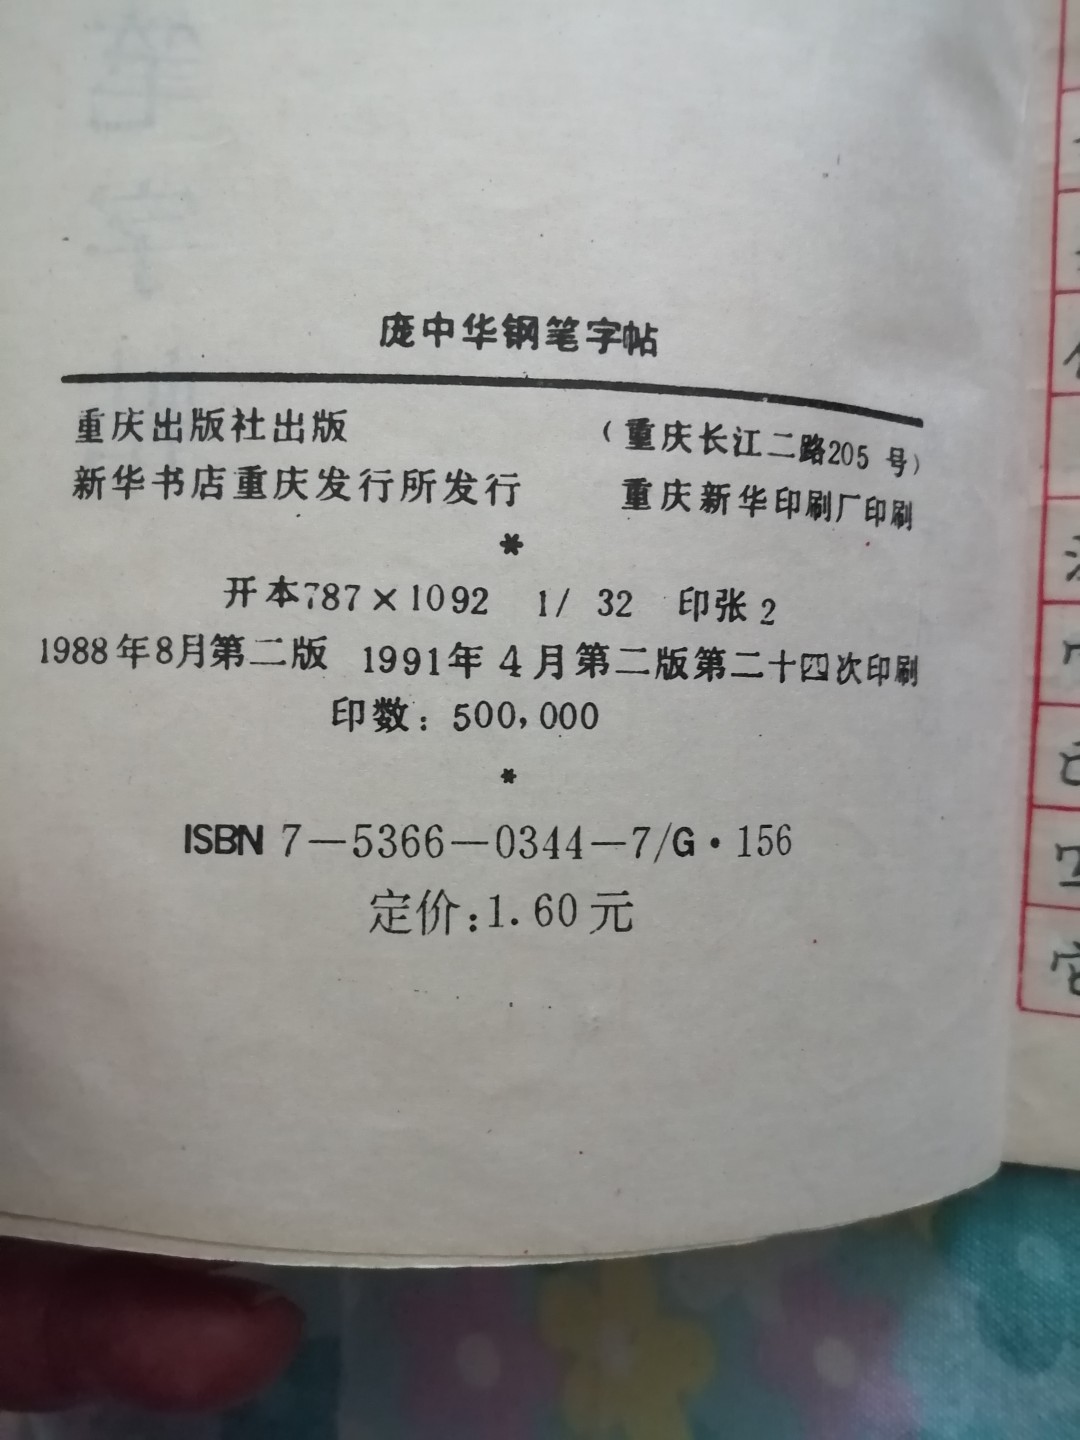 庞中华钢笔字帖
重庆出版社出版 （重庆长江二路205 号）
新华书店重庆发行所发行 重庆新华印刷厂印刷
*
开本787×1092 1/ 32 印张 2
1988年8月第二版 1991年 4 月第二版第二十四次印刷
印数：500,000
*
ISBN 7—5366—0344—7/G·156
定价：1.60 元